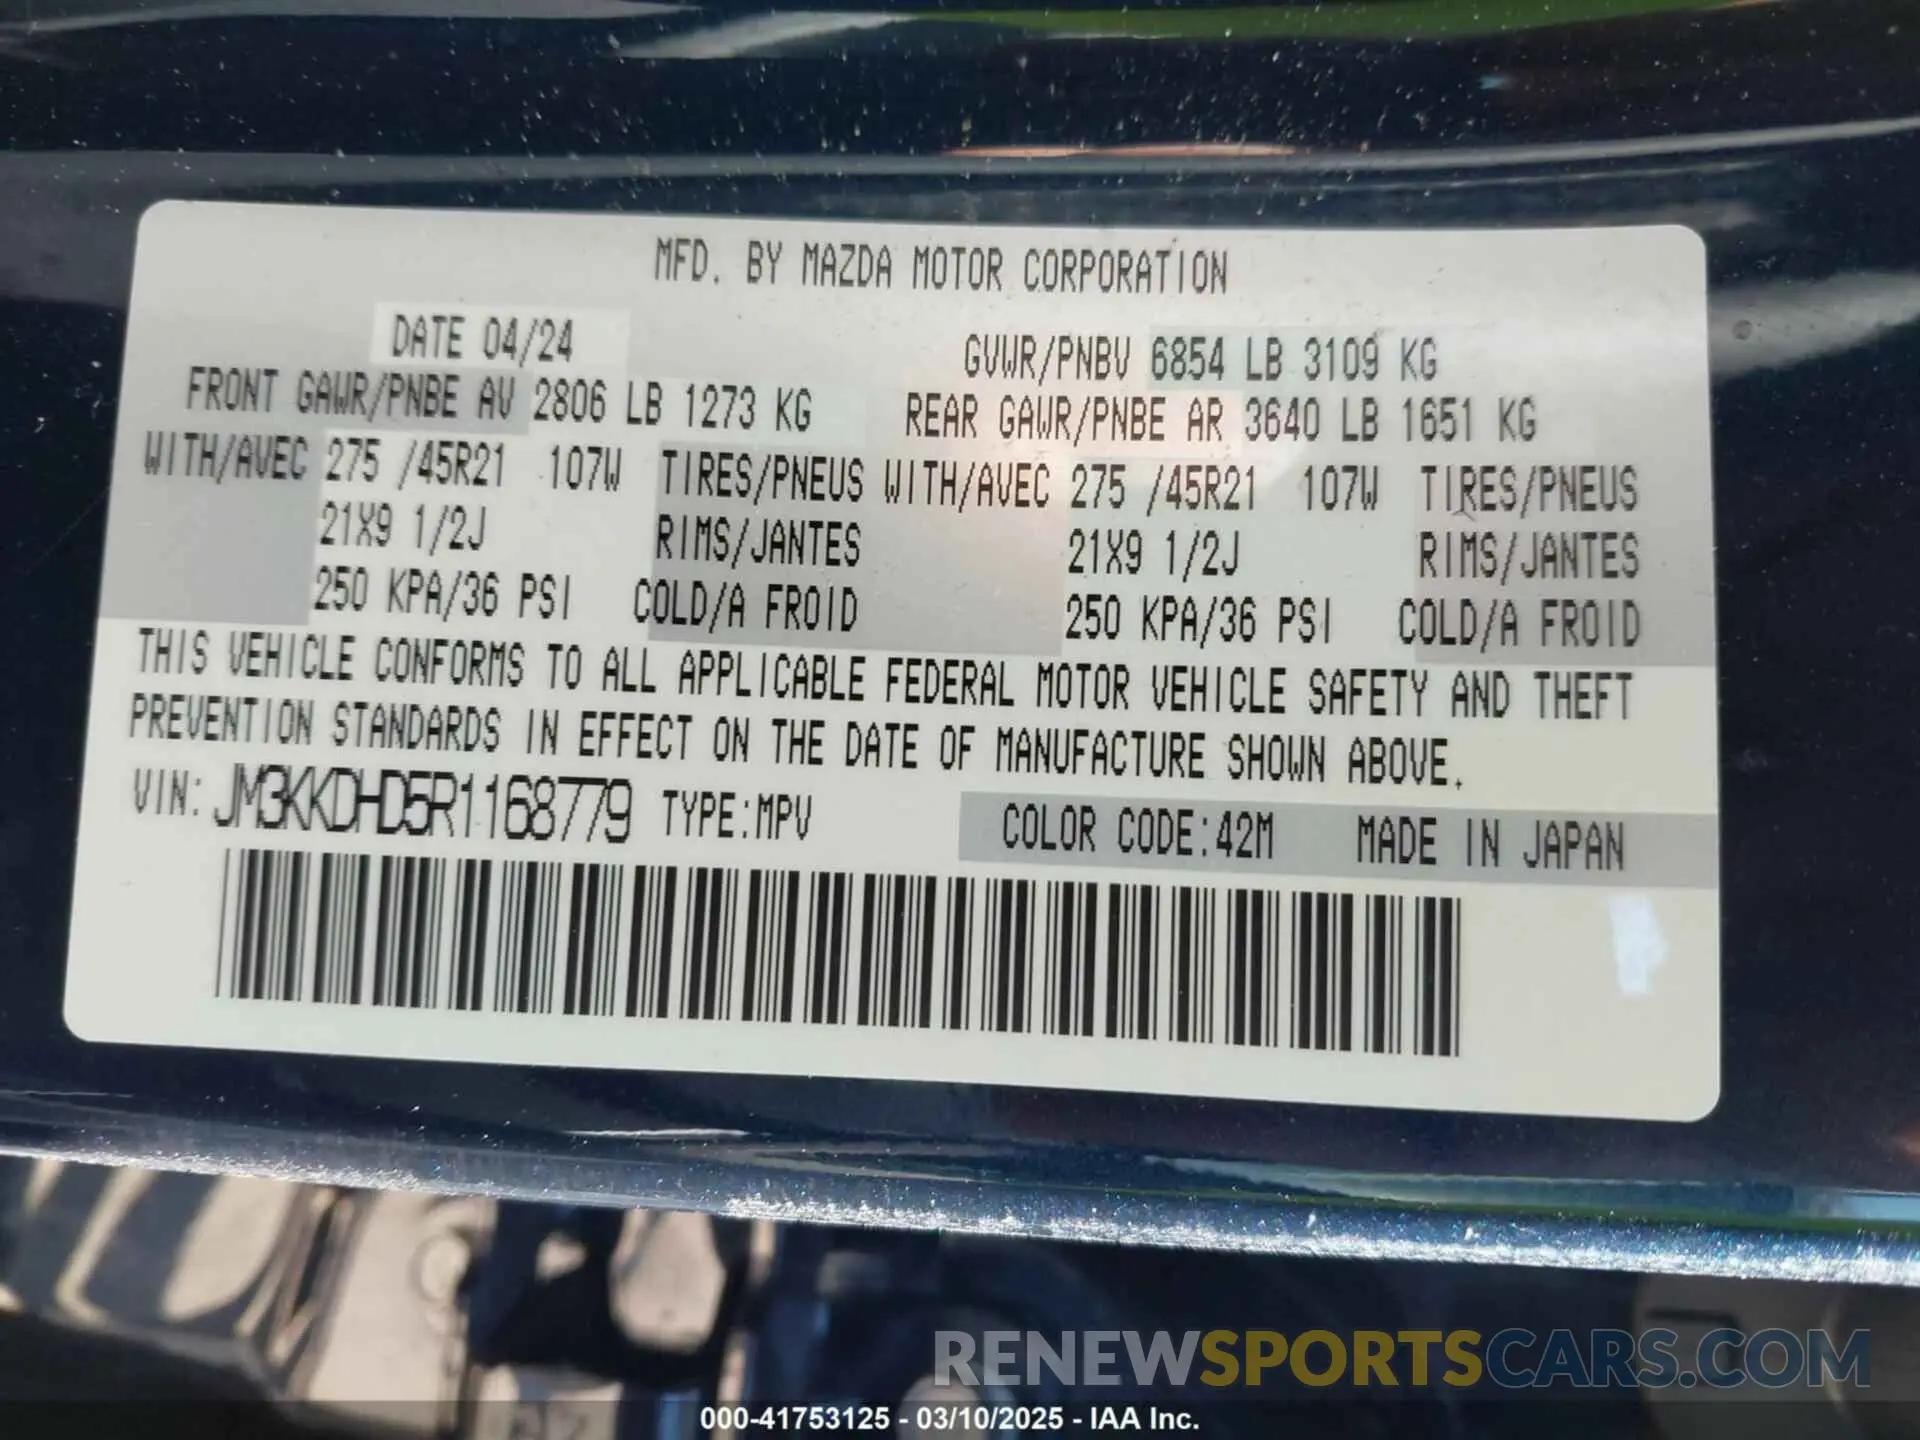 MFD. BY MAZDA MOTOR CORPORATION
DATE 04/24 GVWR/PNBV 6854 LB 3109 KG
FRONT GAWR/PNBE AV 2806 LB 1273 KG REAR GAWR/PNBE AR 3640 LB 1651 KG
WITH/AVEC 275 /45R21 107W TIRES/PNEUS WITH/AVEC 275 /45R21 107W TIRES/PNEUS
21X9 1/2J RIMS/JANTES 21X9 1/2J RIMS/JANTES
250 KPA/36 PSI COLD/A FROID 250 KPA/36 PSI COLD/A FROID
THIS VEHICLE CONFORMS TO ALL APPLICABLE FEDERAL MOTOR VEHICLE SAFETY AND THEFT
PREVENTION STANDARDS IN EFFECT ON THE DATE OF MANUFACTURE SHOWN ABOVE.
VIN: JM3KKDHD5R1168779 TYPE:MPV COLOR CODE:42M MADE IN JAPAN
RENEWSPORTSCARS.COM
000-41753125 - 03/10/2025 - IAA Inc.